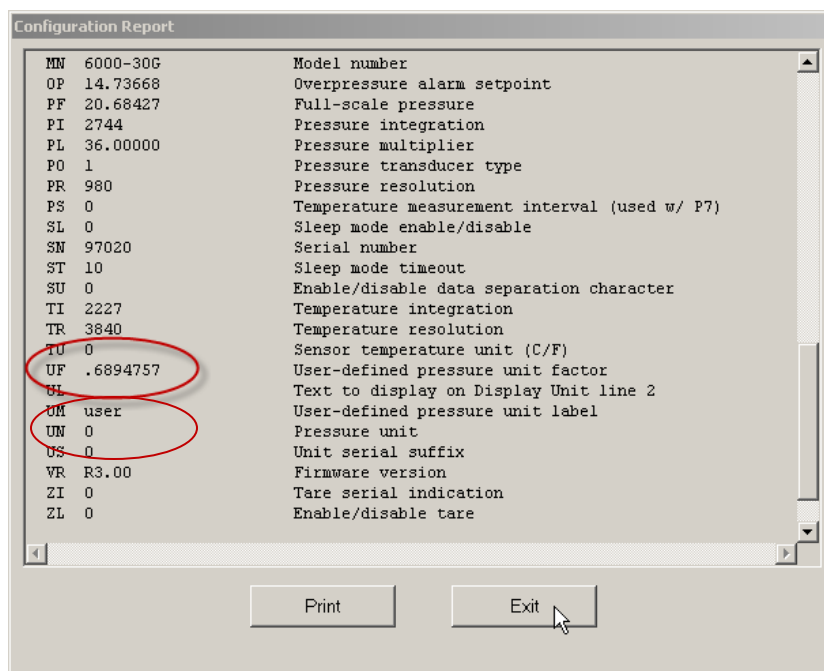 Configuration Report
MN 6000-30G Model number
OP 14.73668 Overpressure alarm setpoint
PF 20.68427 Full-scale pressure
PI 2744 Pressure integration
PL 36.00000 Pressure multiplier
PO 1 Pressure transducer type
PR 980 Pressure resolution
PS 0 Temperature measurement interval (used w/ P7)
SL 0 Sleep mode enable/disable
SN 97020 Serial number
ST 10 Sleep mode timeout
SU 0 Enable/disable data separation character
TI 2227 Temperature integration
TR 3840 Temperature resolution
TU 0 Sensor temperature unit (C/F)
UF .6894757 User-defined pressure unit factor
UL Text to display on Display Unit line 2
UM user User-defined pressure unit label
UN 0 Pressure unit
US 0 Unit serial suffix
VR R3.00 Firmware version
ZI 0 Tare serial indication
ZL 0 Enable/disable tare
Print Exit